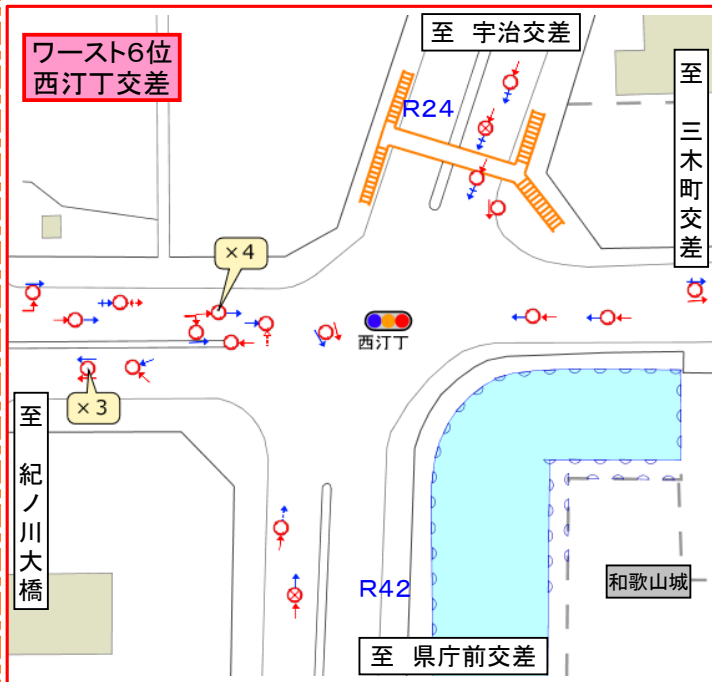 ワースト6位
西汀丁交差
至 宇治交差
至 三木町交差
R24
×4
西汀丁
×3
至 紀ノ川大橋
R42
和歌山城
至 県庁前交差